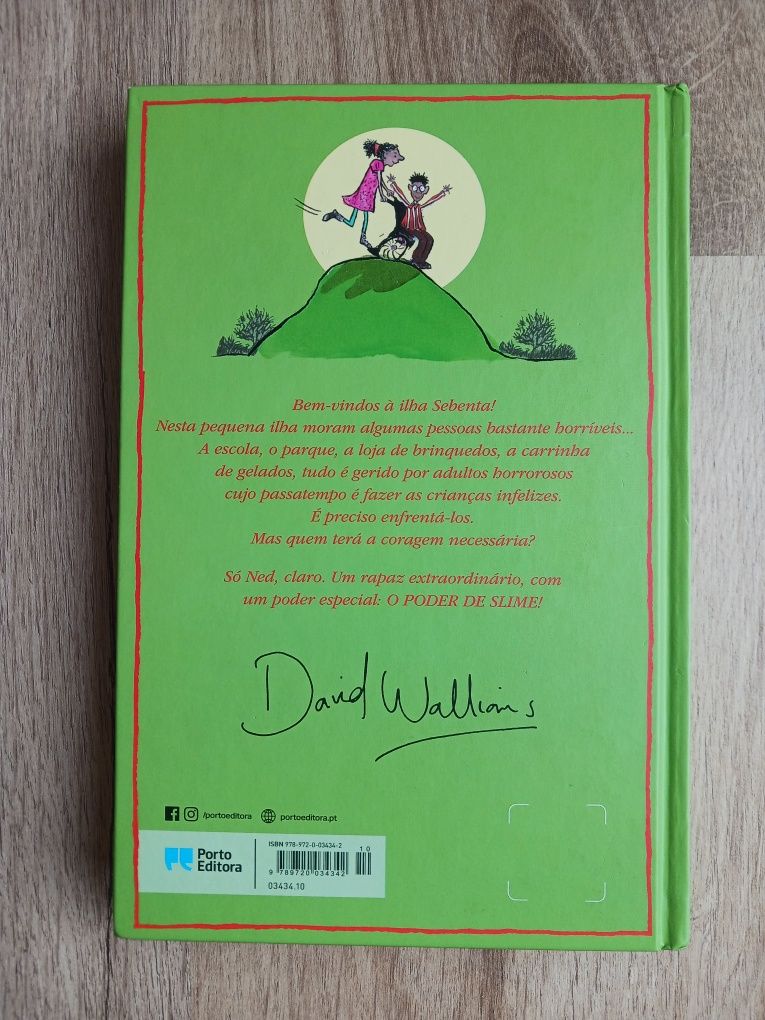 Bem-vindos à ilha Sebenta!
Nesta pequena ilha moram algumas pessoas bastante horríveis...
A escola, o parque, a loja de brinquedos, a carrinha
de gelados, tudo é gerido por adultos horrorosos
cujo passatempo é fazer as crianças infelizes.
É preciso enfrentá-los.
Mas quem terá a coragem necessária?
Só Ned, claro. Um rapaz extraordinário, com
um poder especial: O PODER DE SLIME!
David Walliams
/portoeditora portoeditora.pt
Porto
Editora
ISBN 978-972-0-03434-2
10
9 789720 034342
03434.10